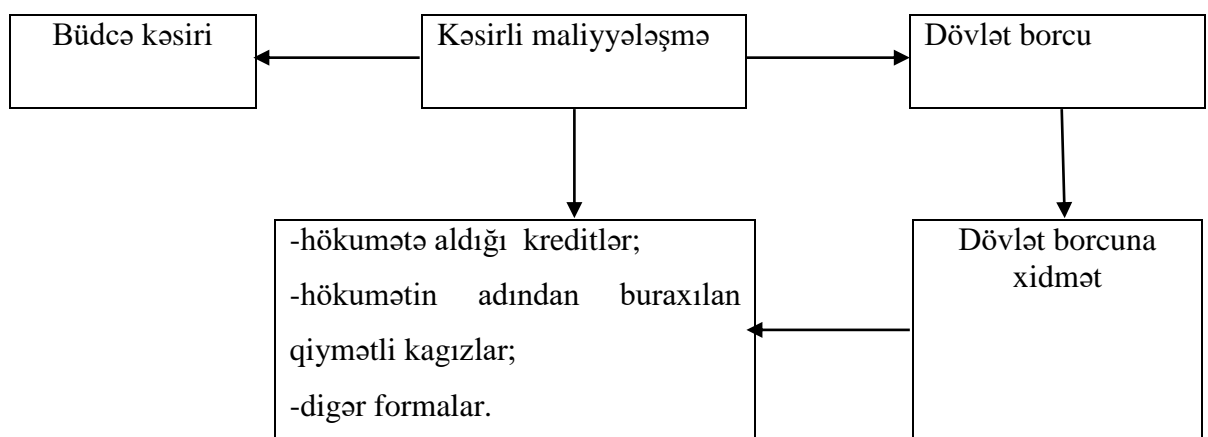 Büdcə kəsiri
Kəsirli maliyyələşmə
Dövlət borcu
-hökumətə aldığı kreditlər;
-hökumətin adından buraxılan
qiymətli kagızlar;
-digər formalar.
Dövlət borcuna
xidmət